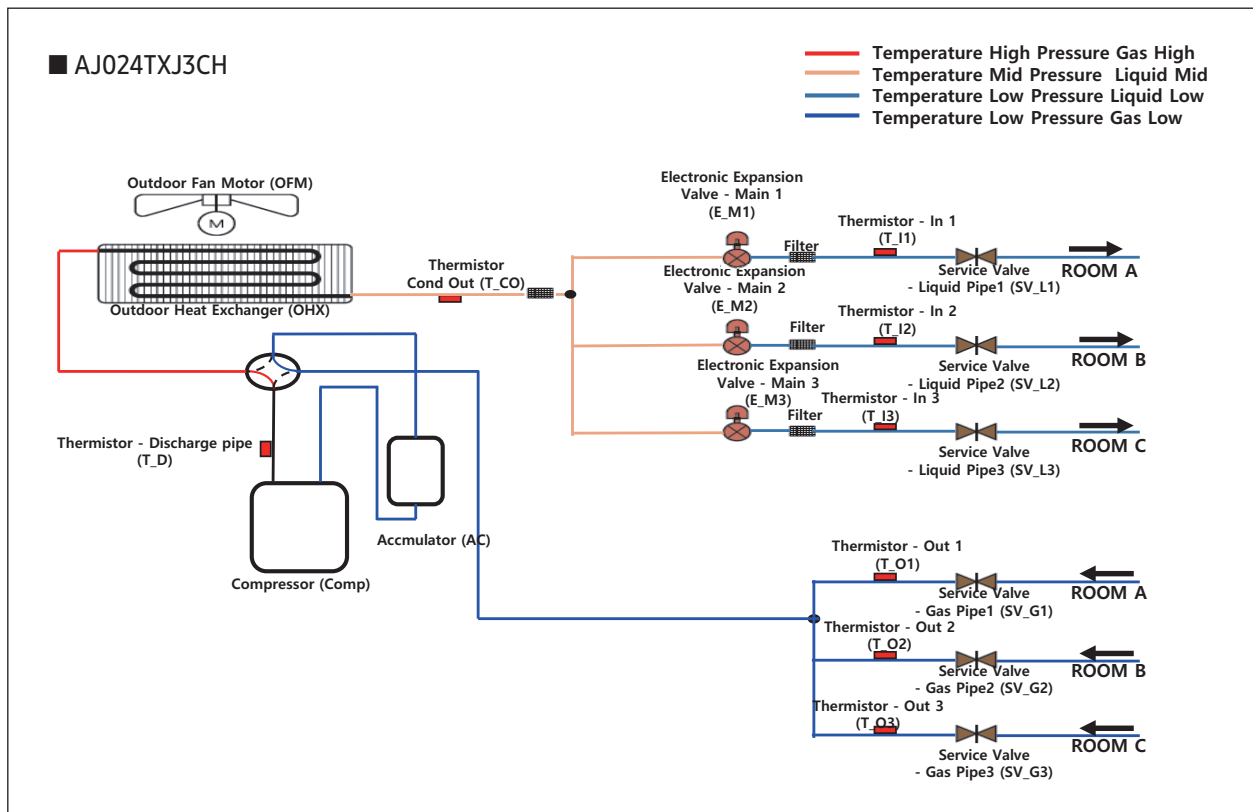 ■ AJ024TXJ3CH
Temperature High Pressure Gas High
Temperature Mid Pressure Liquid Mid
Temperature Low Pressure Liquid Low
Temperature Low Pressure Gas Low
Outdoor Fan Motor (OFM)
M
Outdoor Heat Exchanger (OHX)
Thermistor
Cond Out (T_CO)
Electronic Expansion
Valve - Main 1
(E_M1)
Filter
Thermistor - In 1
(T_I1)
Service Valve
- Liquid Pipe1 (SV_L1)
ROOM A
Electronic Expansion
Valve - Main 2
(E_M2)
Filter
Thermistor - In 2
(T_I2)
Service Valve
- Liquid Pipe2 (SV_L2)
ROOM B
Electronic Expansion
Valve - Main 3
(E_M3)
Filter
Thermistor - In 3
(T_I3)
Service Valve
- Liquid Pipe3 (SV_L3)
ROOM C
Thermistor - Discharge pipe
(T_D)
Accmulator (AC)
Compressor (Comp)
Thermistor - Out 1
(T_O1)
Service Valve
- Gas Pipe1 (SV_G1)
ROOM A
Thermistor - Out 2
(T_O2)
Service Valve
- Gas Pipe2 (SV_G2)
ROOM B
Thermistor - Out 3
(T_O3)
Service Valve
- Gas Pipe3 (SV_G3)
ROOM C